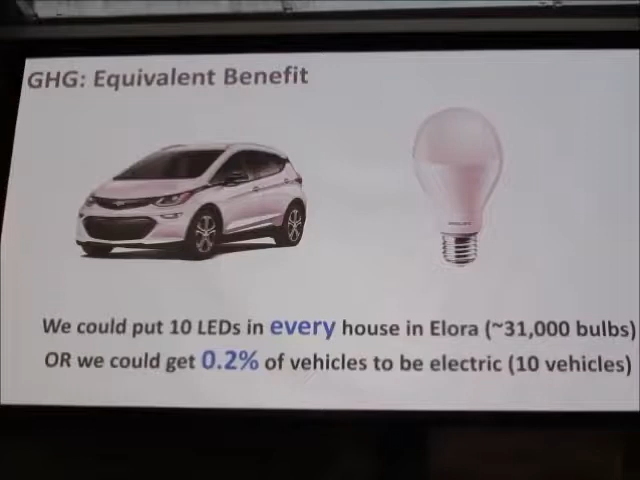 GHG: Equivalent Benefit
We could put 10 LEDs in every house in Elora (~31,000 bulbs)
OR we could get 0.2% of vehicles to be electric (10 vehicles)